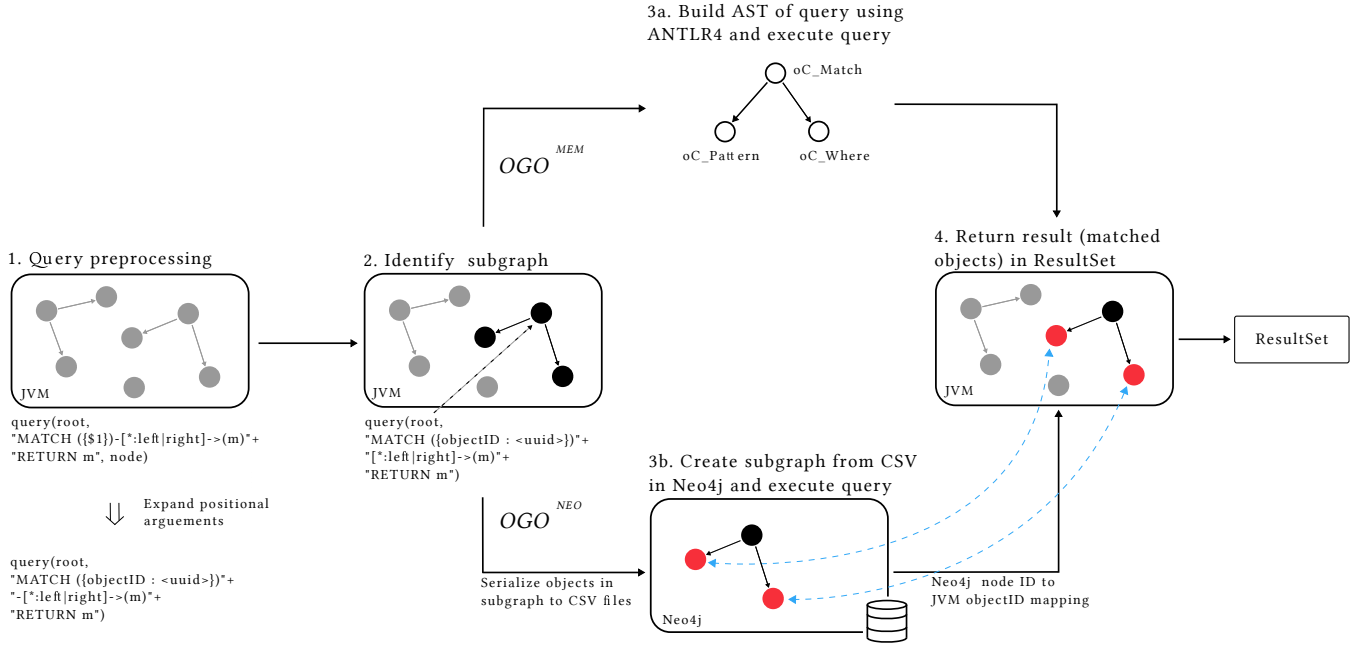 3a. Build AST of query using
ANTLR4 and execute query
oC_Match
oC_Pattern
oC_Where
OGO MEM
1. Query preprocessing
JVM
query(root,
"MATCH ({$1})-[*:left|right]->(m)"+
"RETURN m", node)
Expand positional
arguements
query(root,
"MATCH ({objectID : <uuid>})"+
"-[*:left|right]->(m)"+
"RETURN m")
2. Identify subgraph
JVM
query(root,
"MATCH ({objectID : <uuid>})"+
"[*:left|right]->(m)"+
"RETURN m")
OGO NEO
Serialize objects in
subgraph to CSV files
3b. Create subgraph from CSV
in Neo4j and execute query
Neo4j
Neo4j node ID to
JVM objectID mapping
4. Return result (matched
objects) in ResultSet
JVM
ResultSet